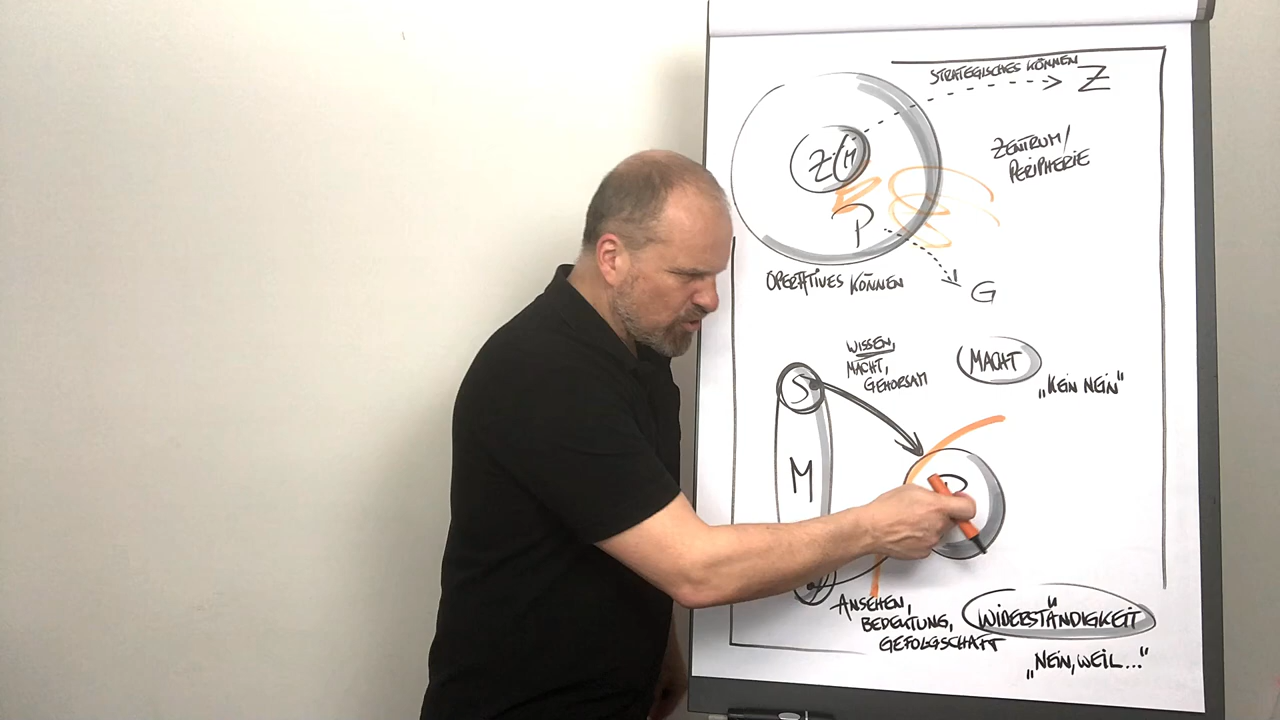 STRATEGISCHES KÖNNEN
Z
Z M
ZENTRUM/
PERIPHERIE
P
OPERATIVES KÖNNEN
G
WISSEN,
MACHT,
GEHORSAM
MACHT
S
„KEIN NEIN"
M
ANSEHEN,
BEDEUTUNG,
GEFOLGSCHAFT
WIDERSTÄNDIGKEIT
„NEIN, WEIL..."